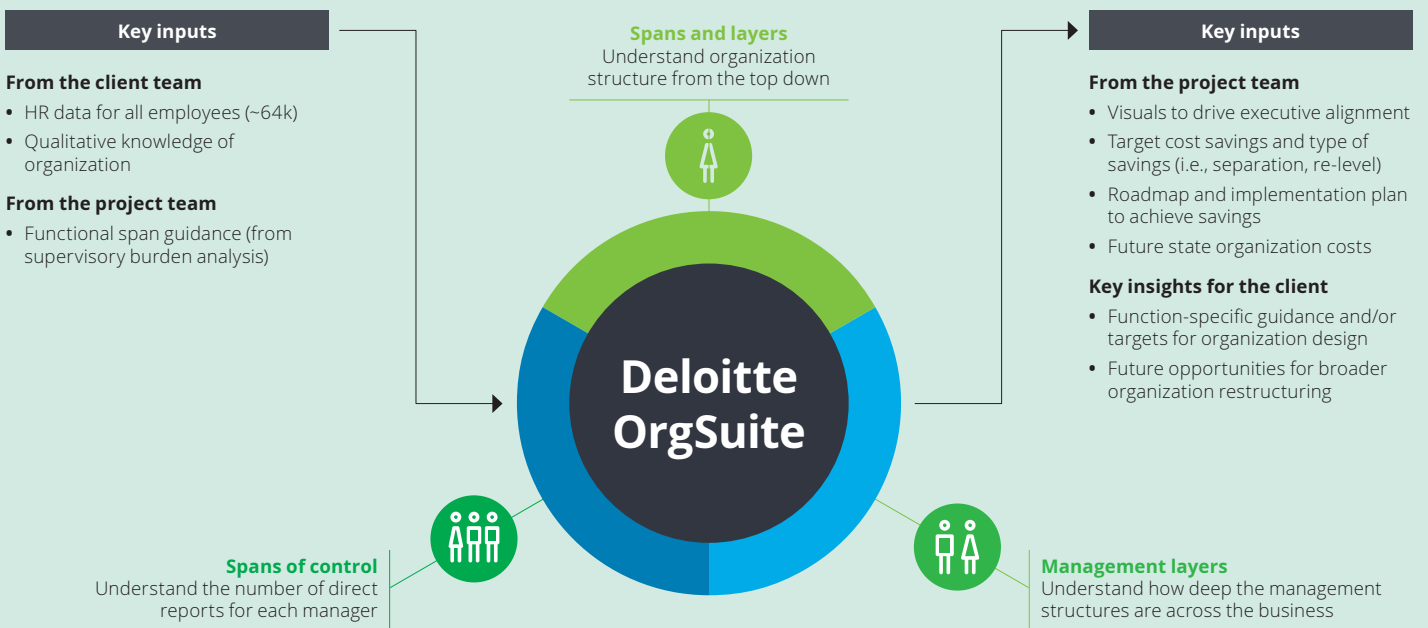 Key inputs
From the client team
• HR data for all employees (~64k)
• Qualitative knowledge of
organization
From the project team
• Functional span guidance (from
supervisory burden analysis)
Spans and layers
Understand organization
structure from the top down
Key inputs
From the project team
• Visuals to drive executive alignment
• Target cost savings and type of
savings (i.e., separation, re-level)
• Roadmap and implementation plan
to achieve savings
• Future state organization costs
Key insights for the client
• Function-specific guidance and/or
targets for organization design
• Future opportunities for broader
organization restructuring
Deloitte
OrgSuite
Spans of control
Understand the number of direct
reports for each manager
Management layers
Understand how deep the management
structures are across the business